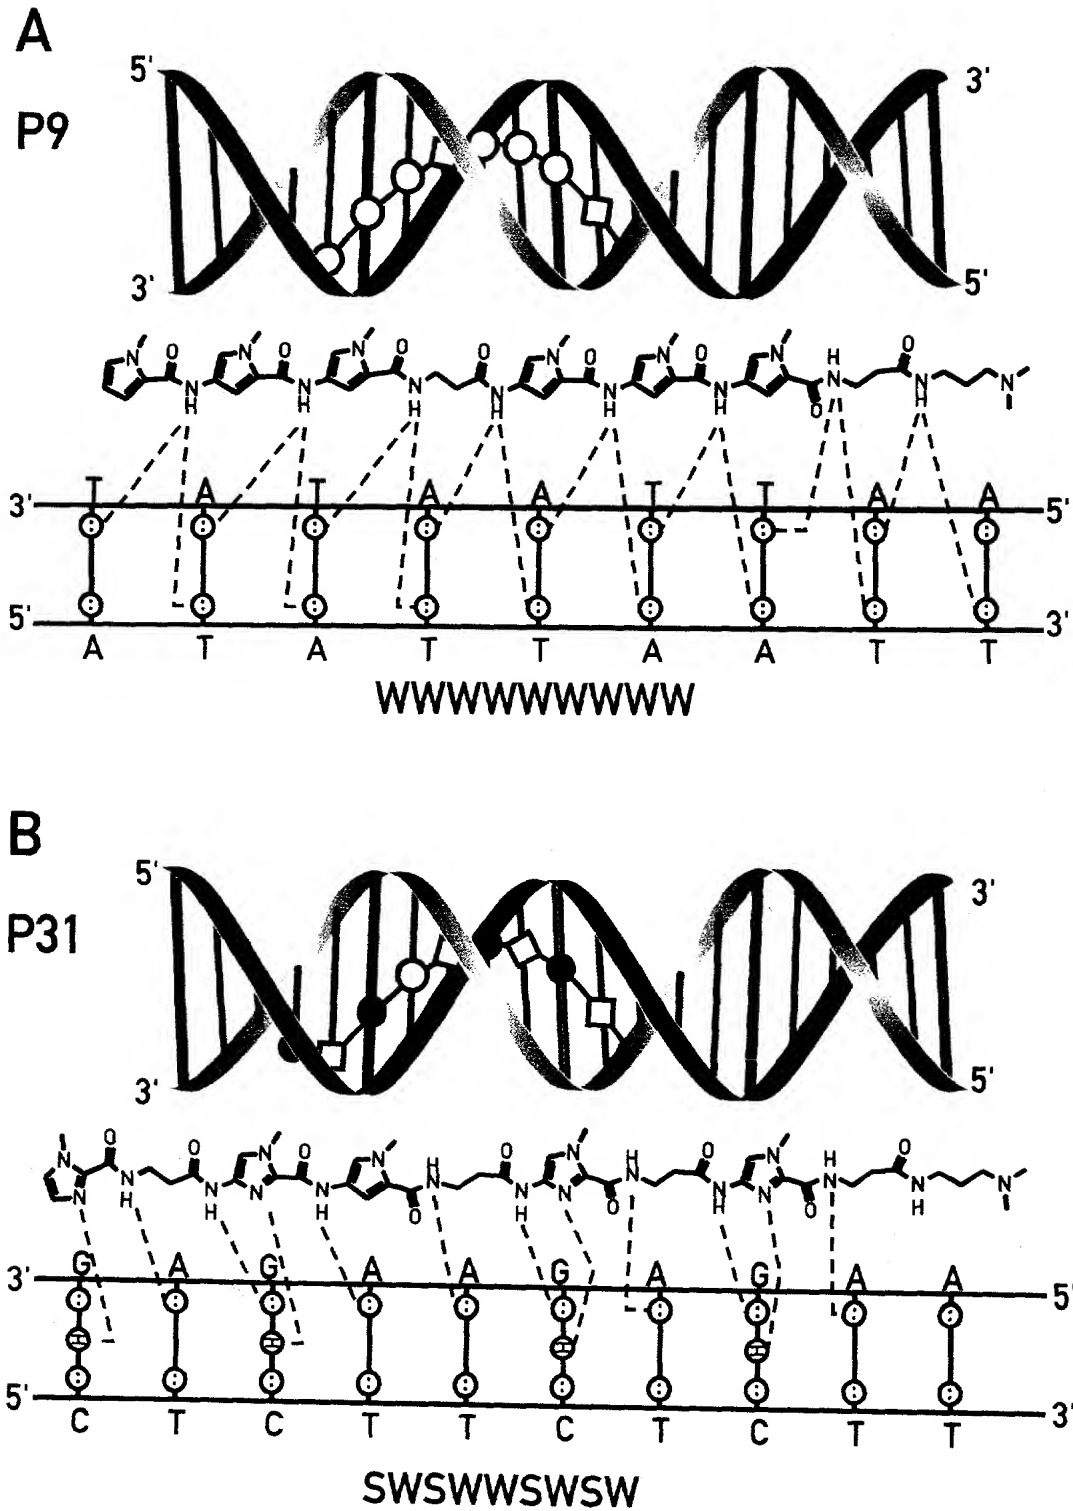 A
5' 3'
P9
3' 5'
N O N O N O O N O N O N H O
N N N N N N N N N
H H H H H H O H
3' T A T A A T T A A 5'
5' 3'
A T A T T A A T T
WWWWWWWWW
B
5' 3'
P31
3' 5'
O O O H O H O H O
N N N N N
N N N N N N N N N N N N N N
H H H O H O H O H
3' G A G A A G A G A A 5'
H H H H
5' 3'
C T C T T C T C T T
SWSWWSWSW